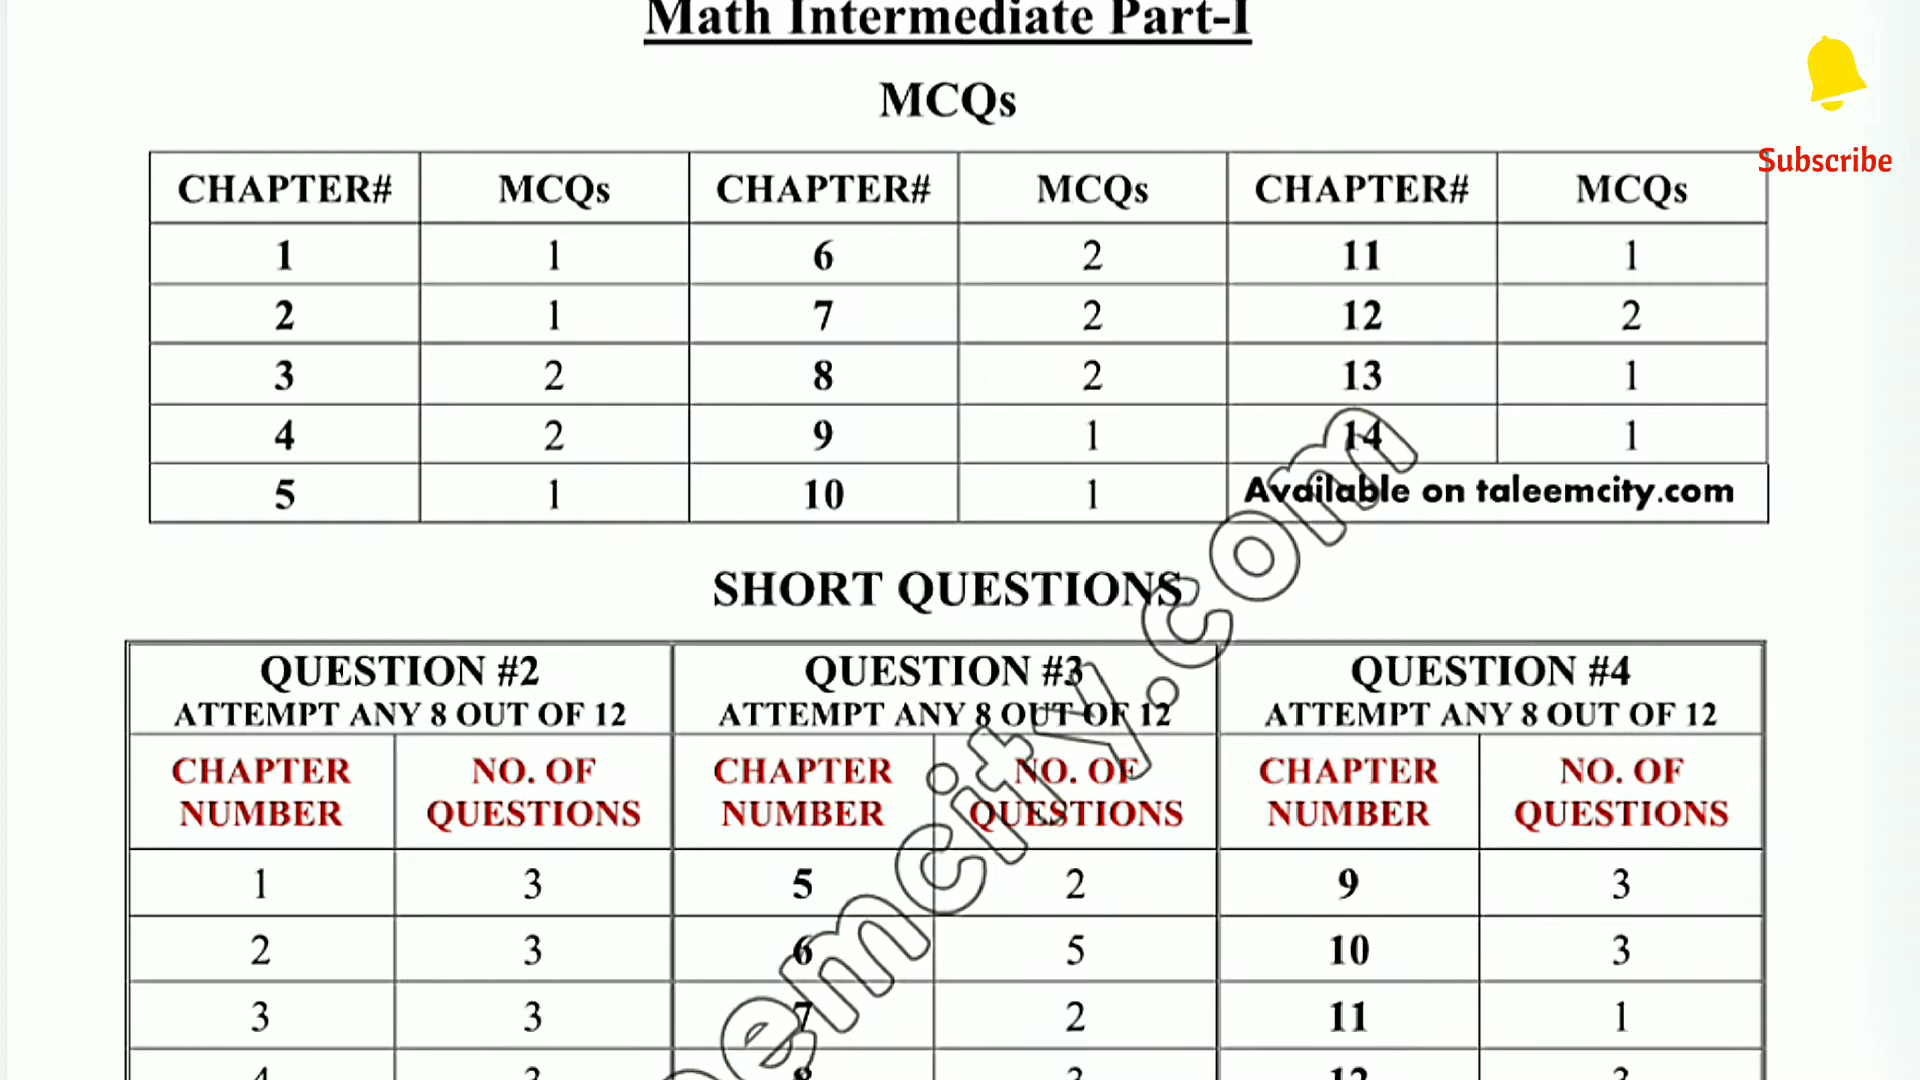 Math Intermediate Part-I
MCQs
Subscribe
CHAPTER# MCQs CHAPTER# MCQs CHAPTER# MCQs
1 1 6 2 11 1
2 1 7 2 12 2
3 2 8 2 13 1
4 2 9 1 14 1
5 1 10 1 Available on taleemcity.com
SHORT QUESTIONS
QUESTION #2 QUESTION #3 QUESTION #4
ATTEMPT ANY 8 OUT OF 12 ATTEMPT ANY 8 OUT OF 12 ATTEMPT ANY 8 OUT OF 12
CHAPTER NO. OF CHAPTER NO. OF CHAPTER NO. OF
NUMBER QUESTIONS NUMBER QUESTIONS NUMBER QUESTIONS
1 3 5 2 9 3
2 3 6 5 10 3
3 3 7 2 11 1
4 8 12
emcity.com